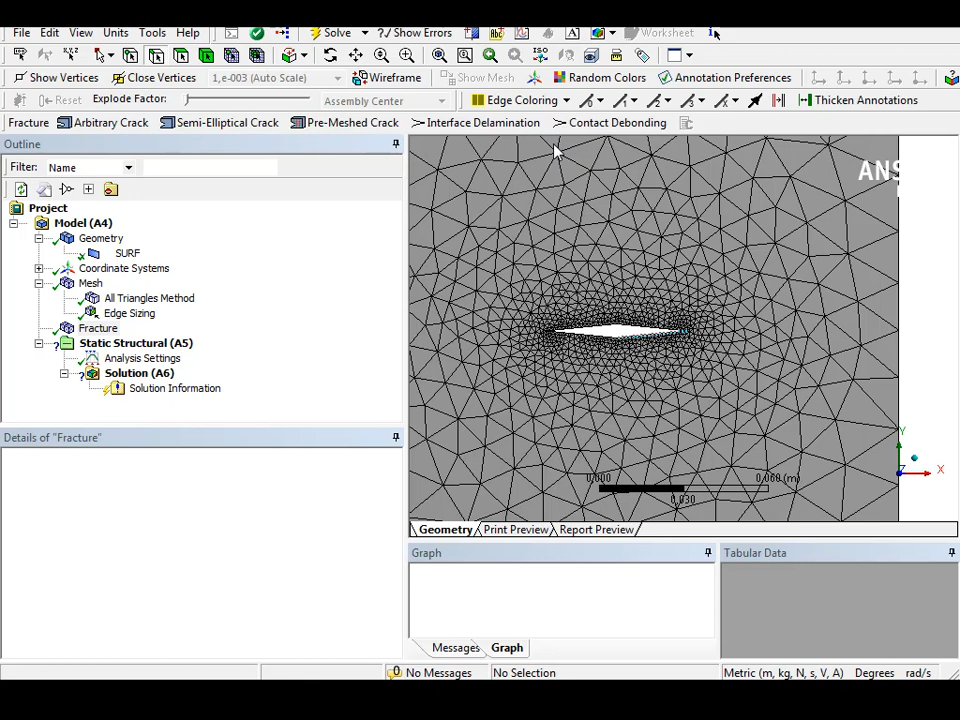 File Edit View Units Tools Help Solve ? Show Errors Worksheet
Show Vertices Close Vertices 1,e-003 (Auto Scale) Wireframe Show Mesh Random Colors Annotation Preferences
Reset Explode Factor: Assembly Center Edge Coloring Thicken Annotations
Fracture Arbitrary Crack Semi-Elliptical Crack Pre-Meshed Crack Interface Delamination Contact Debonding
Outline
Filter: Name
Project
Model (A4)
Geometry
SURF
Coordinate Systems
Mesh
All Triangles Method
Edge Sizing
Fracture
Static Structural (A5)
Analysis Settings
Solution (A6)
Solution Information
Details of "Fracture"
ANS
Y
X
Z
0,000 0,060 (m)
0,030
Geometry Print Preview Report Preview
Graph
Tabular Data
Messages Graph
No Messages No Selection Metric (m, kg, N, s, V, A) Degrees rad/s